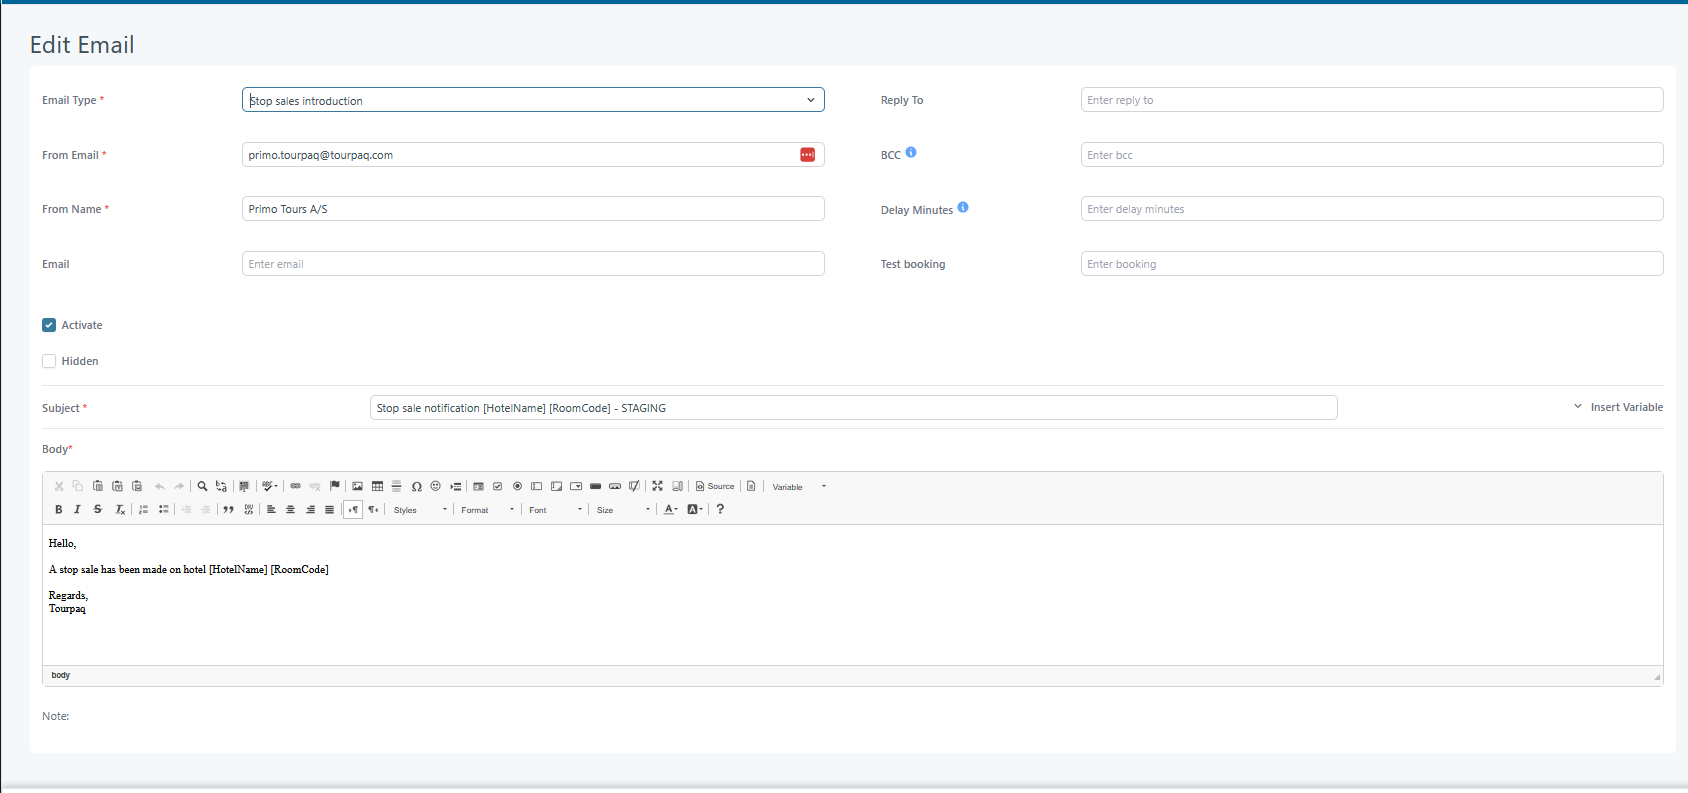 Edit Email
Email Type *
Stop sales introduction
Reply To
Enter reply to
From Email *
primo.tourpaq@tourpaq.com
BCC
Enter bcc
From Name *
Primo Tours A/S
Delay Minutes
Enter delay minutes
Email
Enter email
Test booking
Enter booking
Activate
Hidden
Subject *
Stop sale notification [HotelName] [RoomCode] - STAGING
Insert Variable
Body*
Source
Variable
Styles
Format
Font
Size
Hello,
A stop sale has been made on hotel [HotelName] [RoomCode]
Regards,
Tourpaq
body
Note: